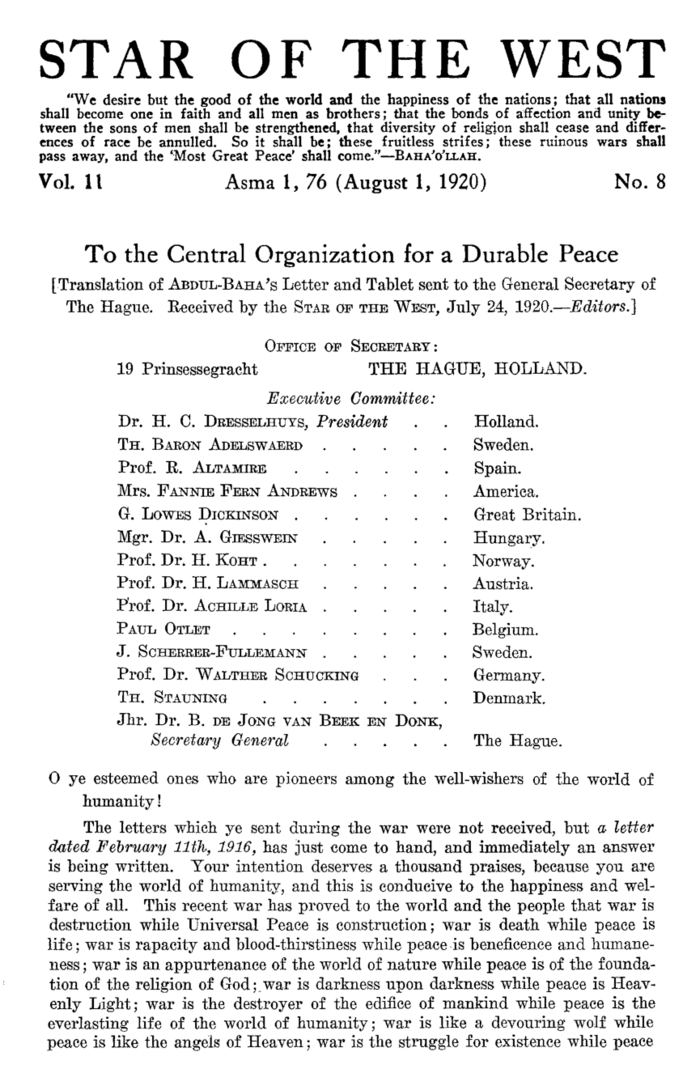 STAR OF THE WEST
"We desire but the good of the world and the happiness of the nations; that all nations
shall become one in faith and all men as brothers; that the bonds of affection and unity be-
tween the sons of men shall be strengthened, that diversity of religion shall cease and differ-
ences of race be annulled. So it shall be; these fruitless strifes; these ruinous wars shall
pass away, and the 'Most Great Peace' shall come."—BAHA'O'LLAH.
Vol. 11 Asma 1, 76 (August 1, 1920) No. 8
To the Central Organization for a Durable Peace
[Translation of ABDUL-BAHA's Letter and Tablet sent to the General Secretary of
The Hague. Received by the STAR OF THE WEST, July 24, 1920.—Editors.]
OFFICE OF SECRETARY:
19 Prinsessegracht THE HAGUE, HOLLAND.
Executive Committee:
Dr. H. C. DRESSELHUYS, President . . Holland.
TH. BARON ADELSWAERD . . . . . Sweden.
Prof. R. ALTAMIRE . . . . . . Spain.
Mrs. FANNIE FERN ANDREWS . . . . America.
G. LOWES DICKINSON . . . . . . Great Britain.
Mgr. Dr. A. GIESSWEIN . . . . . Hungary.
Prof. Dr. H. KOHT . . . . . . . Norway.
Prof. Dr. H. LAMMASCH . . . . . Austria.
Prof. Dr. ACHILLE LORIA . . . . . Italy.
PAUL OTLET . . . . . . . . Belgium.
J. SCHERRER-FULLEMANN . . . . . Sweden.
Prof. Dr. WALTHER SCHUCKING . . . Germany.
TH. STAUNING . . . . . . . Denmark.
Jhr. Dr. B. DE JONG VAN BEEK EN DONK,
Secretary General . . . . . The Hague.
O ye esteemed ones who are pioneers among the well-wishers of the world of
humanity!
The letters which ye sent during the war were not received, but a letter
dated February 11th, 1916, has just come to hand, and immediately an answer
is being written. Your intention deserves a thousand praises, because you are
serving the world of humanity, and this is conducive to the happiness and wel-
fare of all. This recent war has proved to the world and the people that war is
destruction while Universal Peace is construction; war is death while peace is
life; war is rapacity and blood-thirstiness while peace is beneficence and humane-
ness; war is an appurtenance of the world of nature while peace is of the founda-
tion of the religion of God; war is darkness upon darkness while peace is Heav-
enly Light; war is the destroyer of the edifice of mankind while peace is the
everlasting life of the world of humanity; war is like a devouring wolf while
peace is like the angels of Heaven; war is the struggle for existence while peace